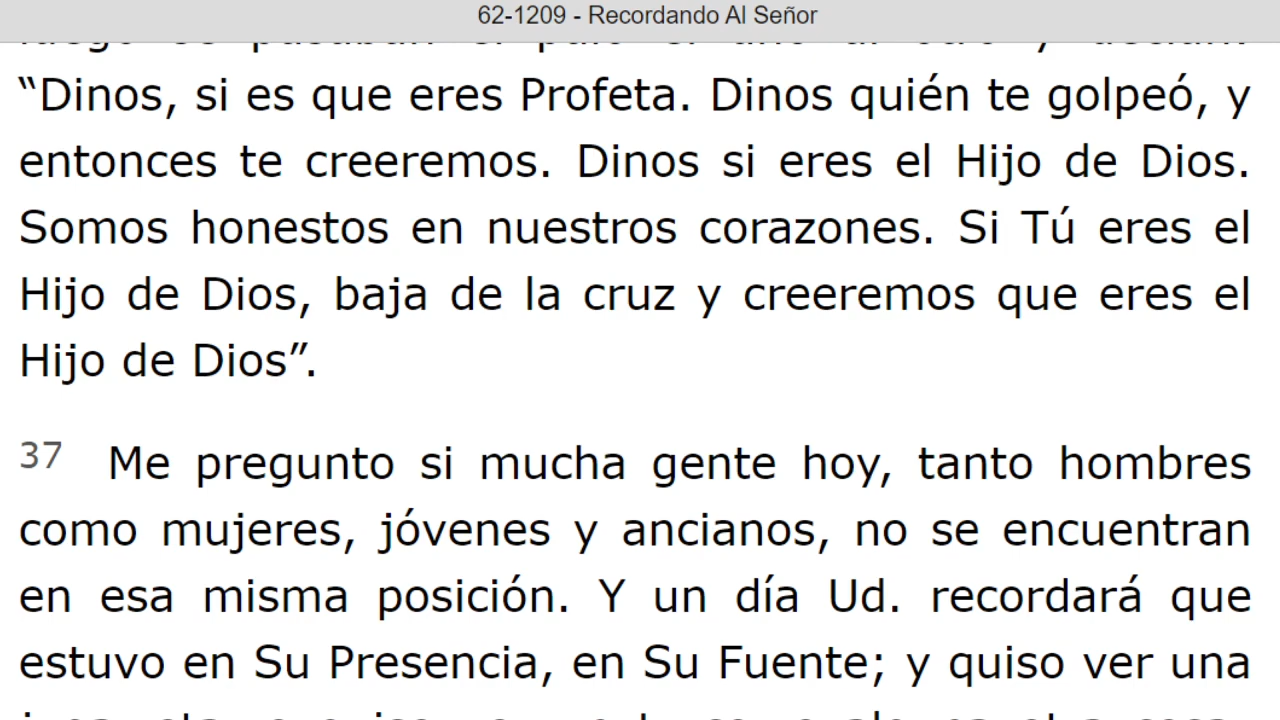 62-1209 - Recordando Al Señor
“Dinos, si es que eres Profeta. Dinos quién te golpeó, y
entonces te creeremos. Dinos si eres el Hijo de Dios.
Somos honestos en nuestros corazones. Si Tú eres el
Hijo de Dios, baja de la cruz y creeremos que eres el
Hijo de Dios”.
37 Me pregunto si mucha gente hoy, tanto hombres
como mujeres, jóvenes y ancianos, no se encuentran
en esa misma posición. Y un día Ud. recordará que
estuvo en Su Presencia, en Su Fuente; y quiso ver una